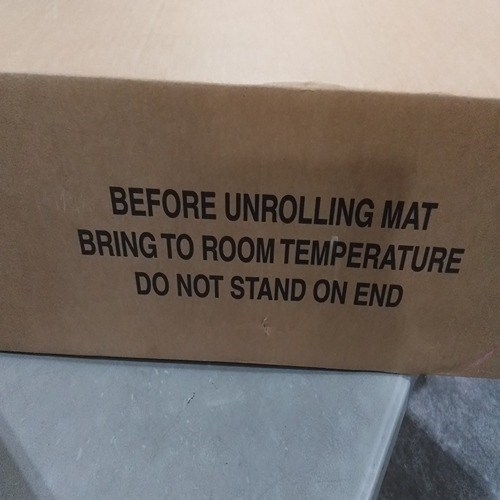 BEFORE UNROLLING MAT
BRING TO ROOM TEMPERATURE
DO NOT STAND ON END